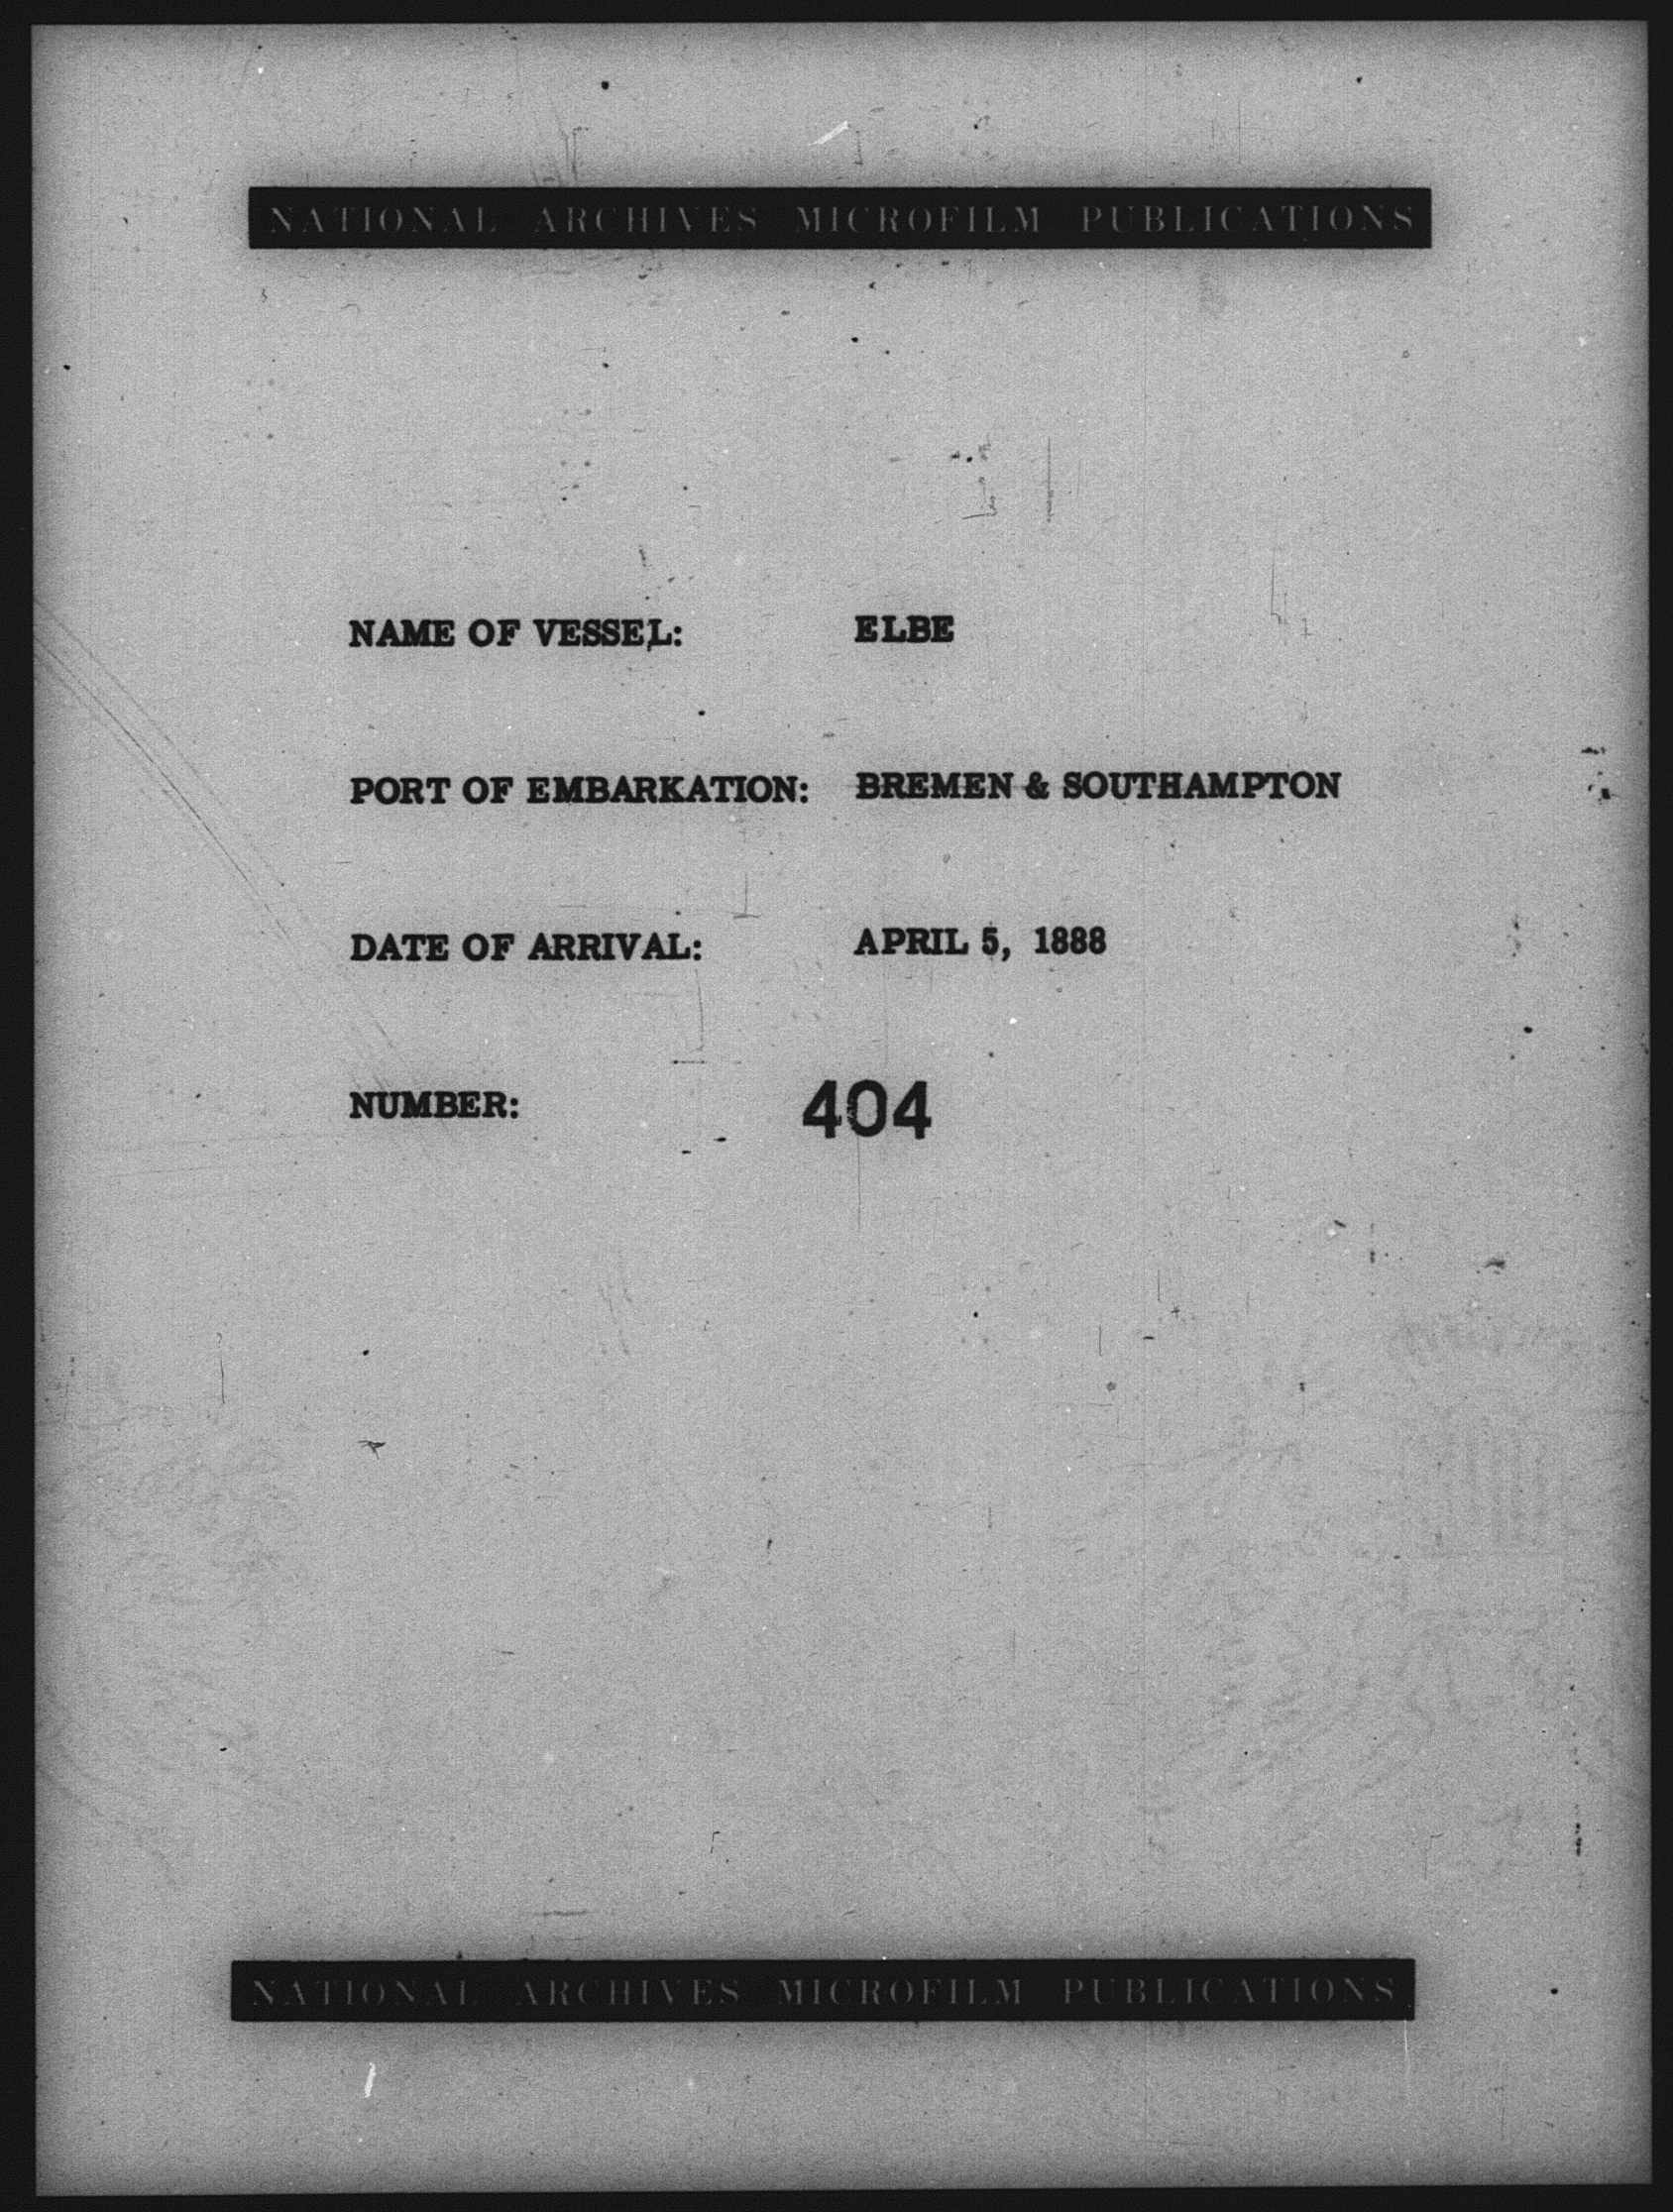 NATIONAL ARCHIVES MICROFILM PUBLICATIONS
NAME OF VESSEL: ELBE
PORT OF EMBARKATION: BREMEN & SOUTHAMPTON
DATE OF ARRIVAL: APRIL 5, 1888
NUMBER: 404
NATIONAL ARCHIVES MICROFILM PUBLICATIONS